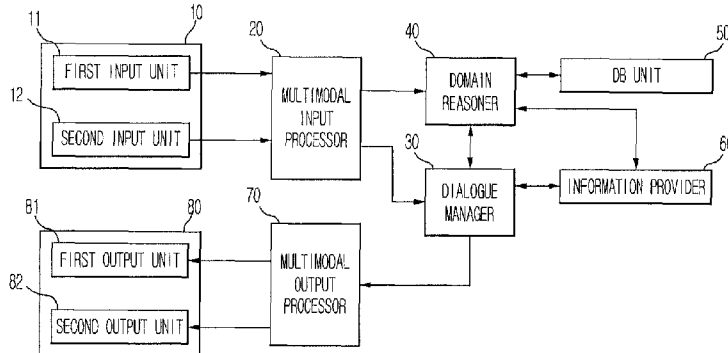 10
11
FIRST INPUT UNIT
12
SECOND INPUT UNIT
20
MULTIMODAL
INPUT
PROCESSOR
40
DOMAIN
REASONER
50
DB UNIT
30
DIALOGUE
MANAGER
60
INFORMATION PROVIDER
70
MULTIMODAL
OUTPUT
PROCESSOR
80
81
FIRST OUTPUT UNIT
82
SECOND OUTPUT UNIT